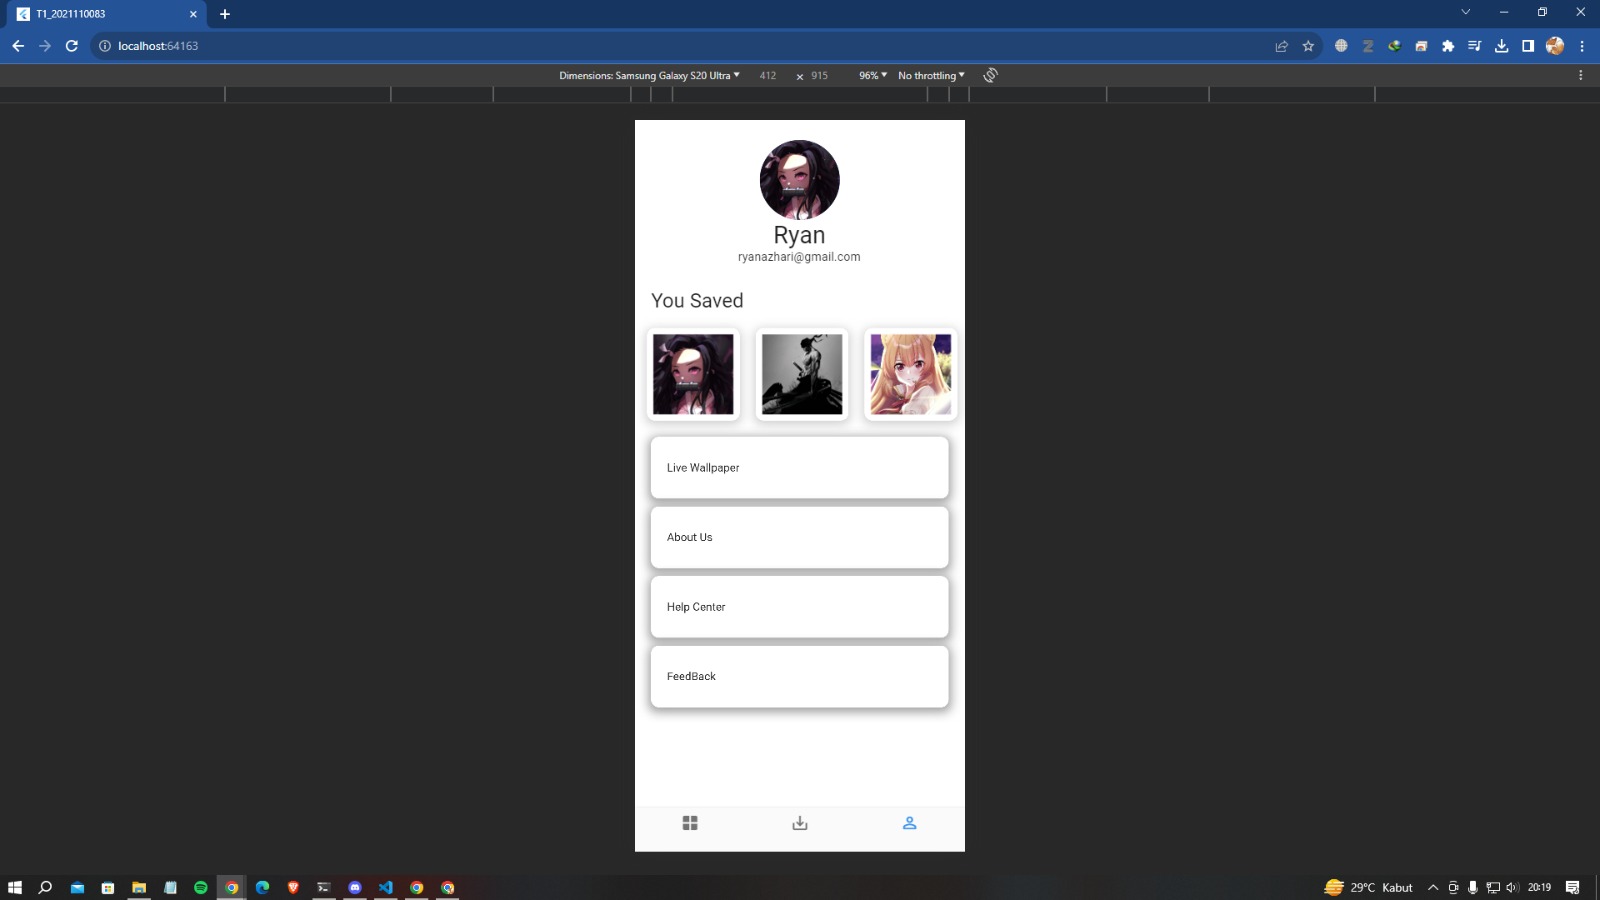 T1_2021110083
localhost:64163
Dimensions: Samsung Galaxy S20 Ultra 412 × 915 96% No throttling
Ryan
ryanazhari@gmail.com
You Saved
Live Wallpaper
About Us
Help Center
FeedBack
29°C Kabut 20:19